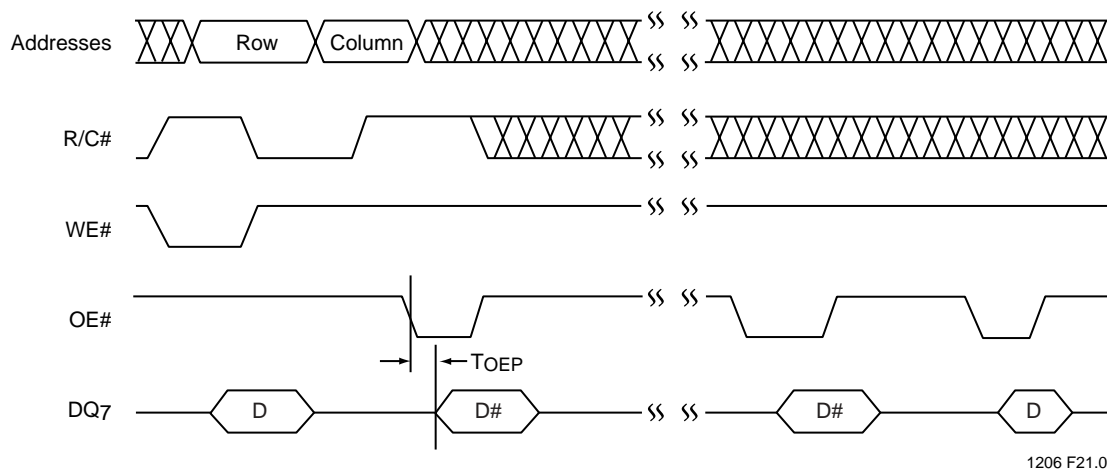 Addresses
Row
Column
R/C#
WE#
OE#
TOEP
DQ7
D
D#
D#
D
1206 F21.0